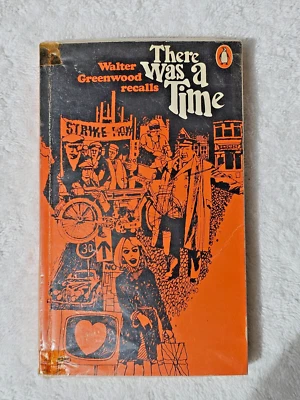 Walter
Greenwood
recalls
There
Was a
Time
STRIKE NOW
30
NO